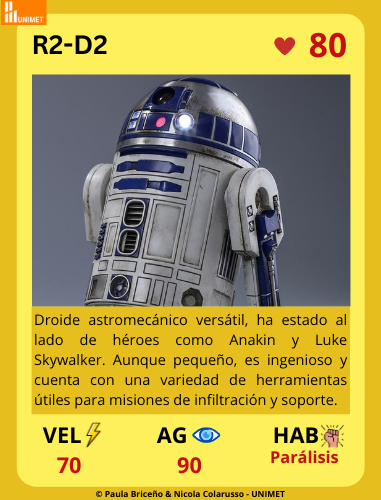 UNIMET
R2-D2
80
Droide astromecánico versátil, ha estado al
lado de héroes como Anakin y Luke
Skywalker. Aunque pequeño, es ingenioso y
cuenta con una variedad de herramientas
útiles para misiones de infiltración y soporte.
VEL AG HAB
70 90 Parálisis
© Paula Briceño & Nicola Colarusso - UNIMET